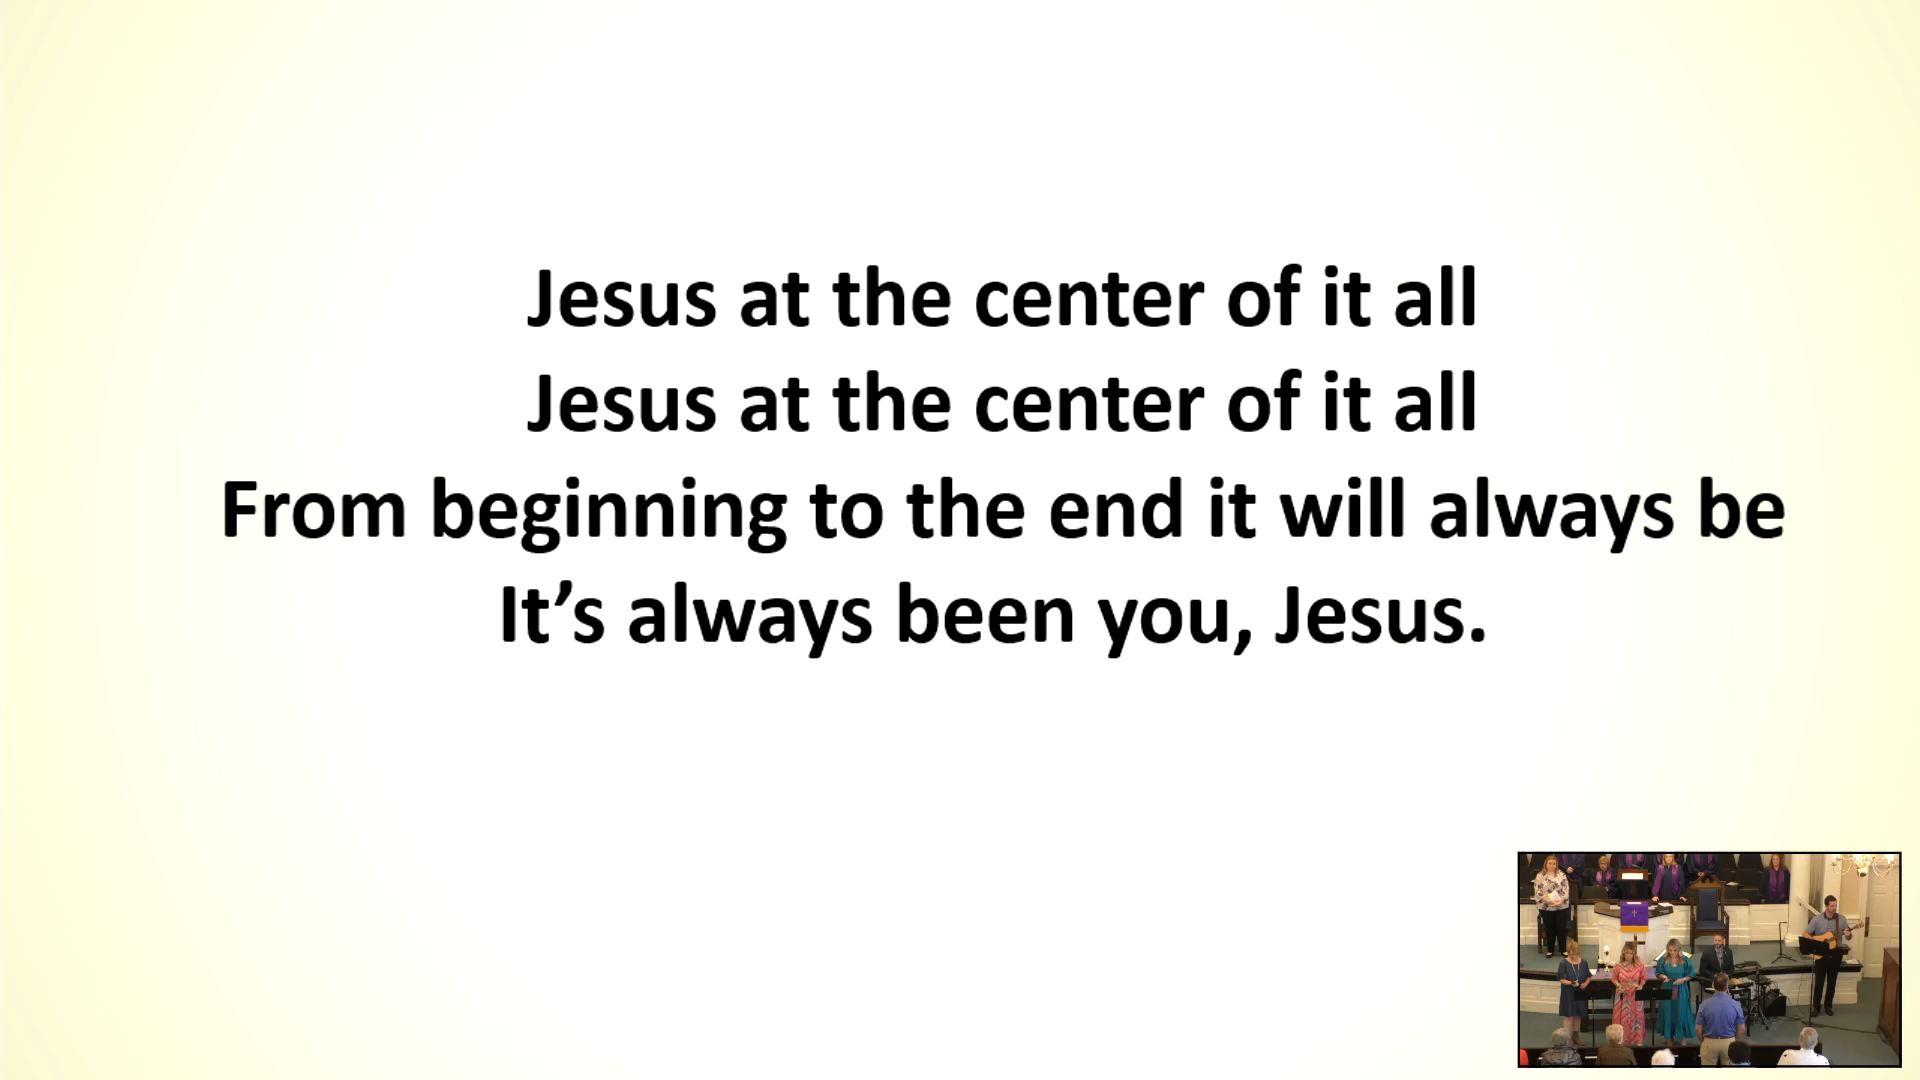 Jesus at the center of it all
Jesus at the center of it all
From beginning to the end it will always be
It’s always been you, Jesus.